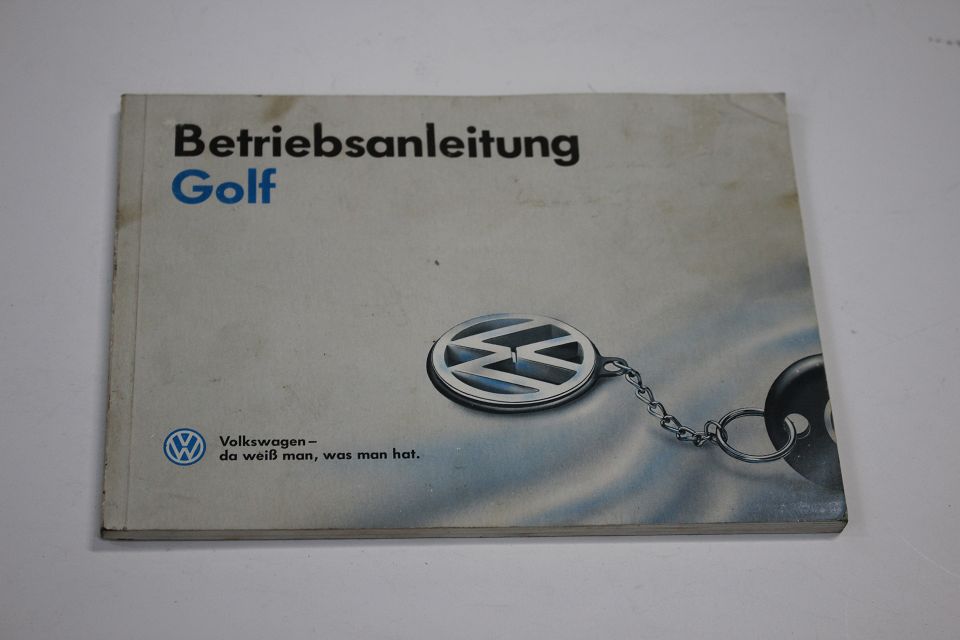 Betriebsanleitung
Golf
Volkswagen –
da weiß man, was man hat.